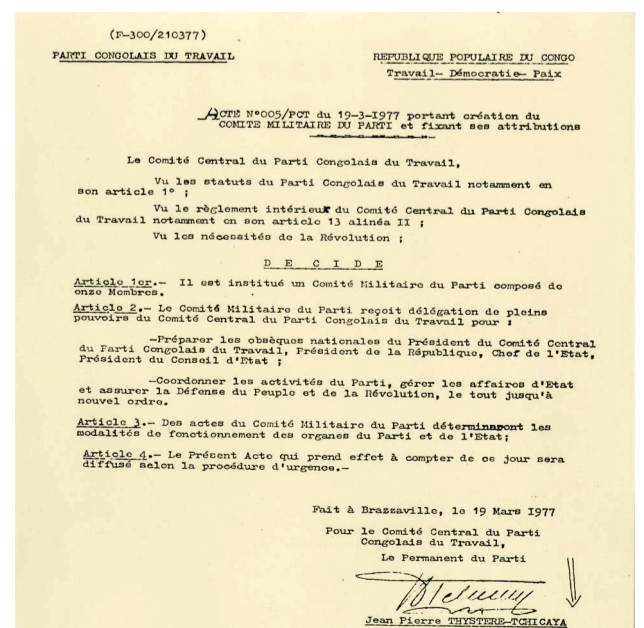 (F-300/210377)
PARTI CONGOLAIS DU TRAVAIL
REPUBLIQUE POPULAIRE DU CONGO
Travail- Démocratie- Paix
ACTE N°005/PCT du 19-3-1977 portant création du
COMITE MILITAIRE DU PARTI et fixant ses attributions
Le Comité Central du Parti Congolais du Travail,
Vu les statuts du Parti Congolais du Travail notamment en
son article 1° ;
Vu le règlement intérieux du Comité Central du Parti Congolais
du Travail notamment en son article 13 alinéa II ;
Vu les nécessités de la Révolution ;
D E C I D E
Article 1er.- Il est institué un Comité Militaire du Parti composé de
onze Membres.
Article 2.- Le Comité Militaire du Parti reçoit délégation de pleins
pouvoirs du Comité Central du Parti Congolais du Travail pour :
-Préparer les obsèques nationales du Président du Comité Central
du Parti Congolais du Travail, Président de la République, Chef de l'Etat,
Président du Conseil d'Etat ;
-Coordonner les activités du Parti, gérer les affaires d'Etat
et assurer la Défense du Peuple et de la Révolution, le tout jusqu'à
nouvel ordre.
Article 3.- Des actes du Comité Militaire du Parti détermineront les
modalités de fonctionnement des organes du Parti et de l'Etat;
Article 4.- Le Présent Acte qui prend effet à compter de ce jour sera
diffusé selon la procédure d'urgence.-
Fait à Brazzaville, le 19 Mars 1977
Pour le Comité Central du Parti
Congolais du Travail,
Le Permanent du Parti
Jean Pierre THYSTERE-TCHICAYA